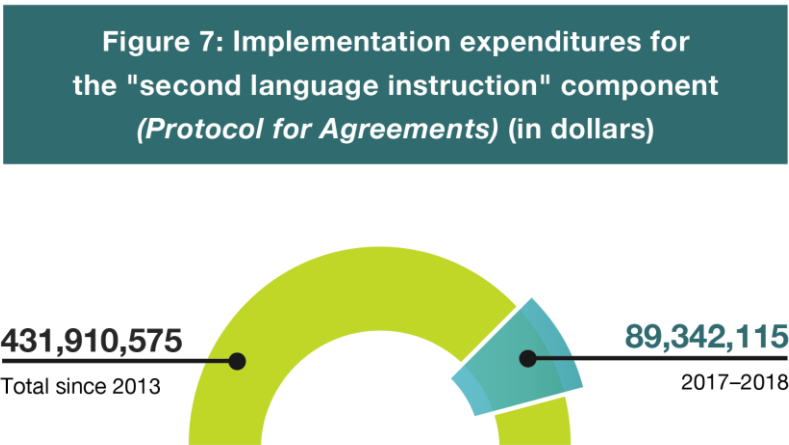 Figure 7: Implementation expenditures for
the "second language instruction" component
(Protocol for Agreements) (in dollars)
431,910,575
Total since 2013
89,342,115
2017–2018